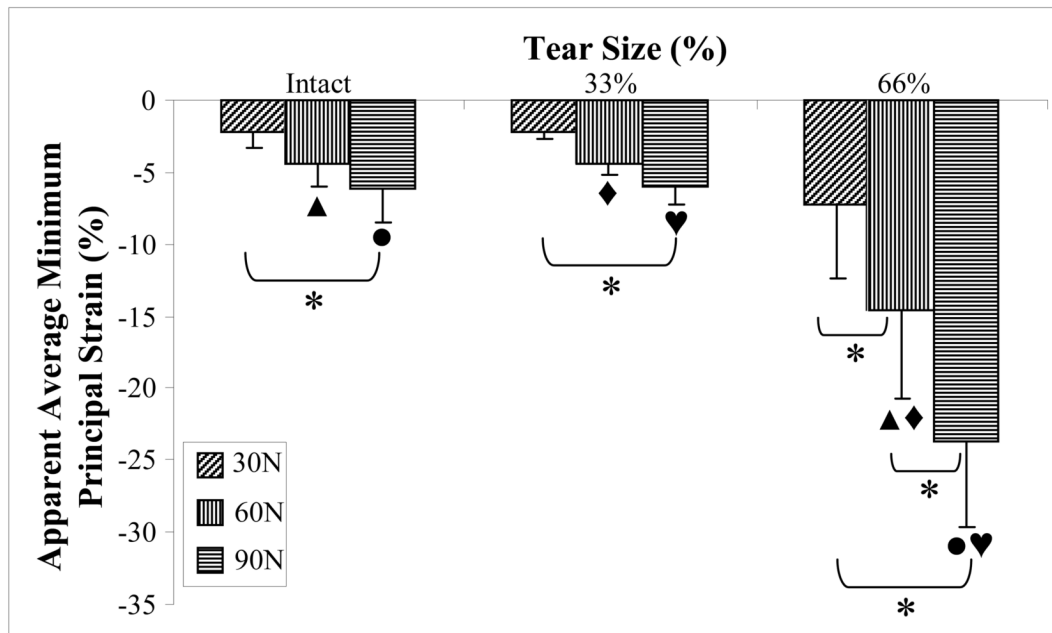 Tear Size (%)
Intact 33% 66%
0
-5
-10
-15
-20
-25
-30
-35
Apparent Average Minimum
Principal Strain (%)
▲
●
*
♦
♥
*
*
▲♦
*
●♥
*
30N
60N
90N